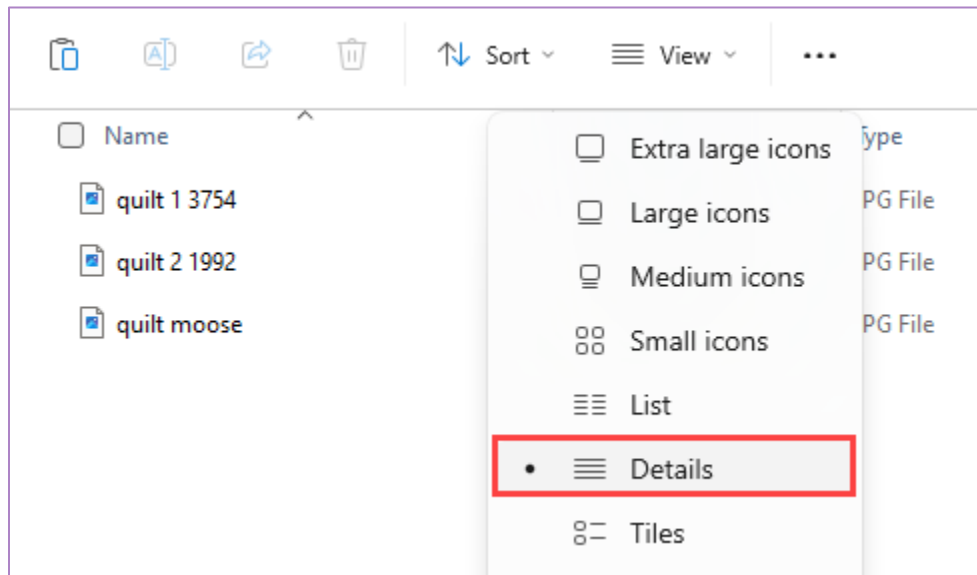 Sort View
Name
ype
quilt 1 3754
PG File
quilt 2 1992
PG File
quilt moose
PG File
Extra large icons
Large icons
Medium icons
Small icons
List
Details
Tiles